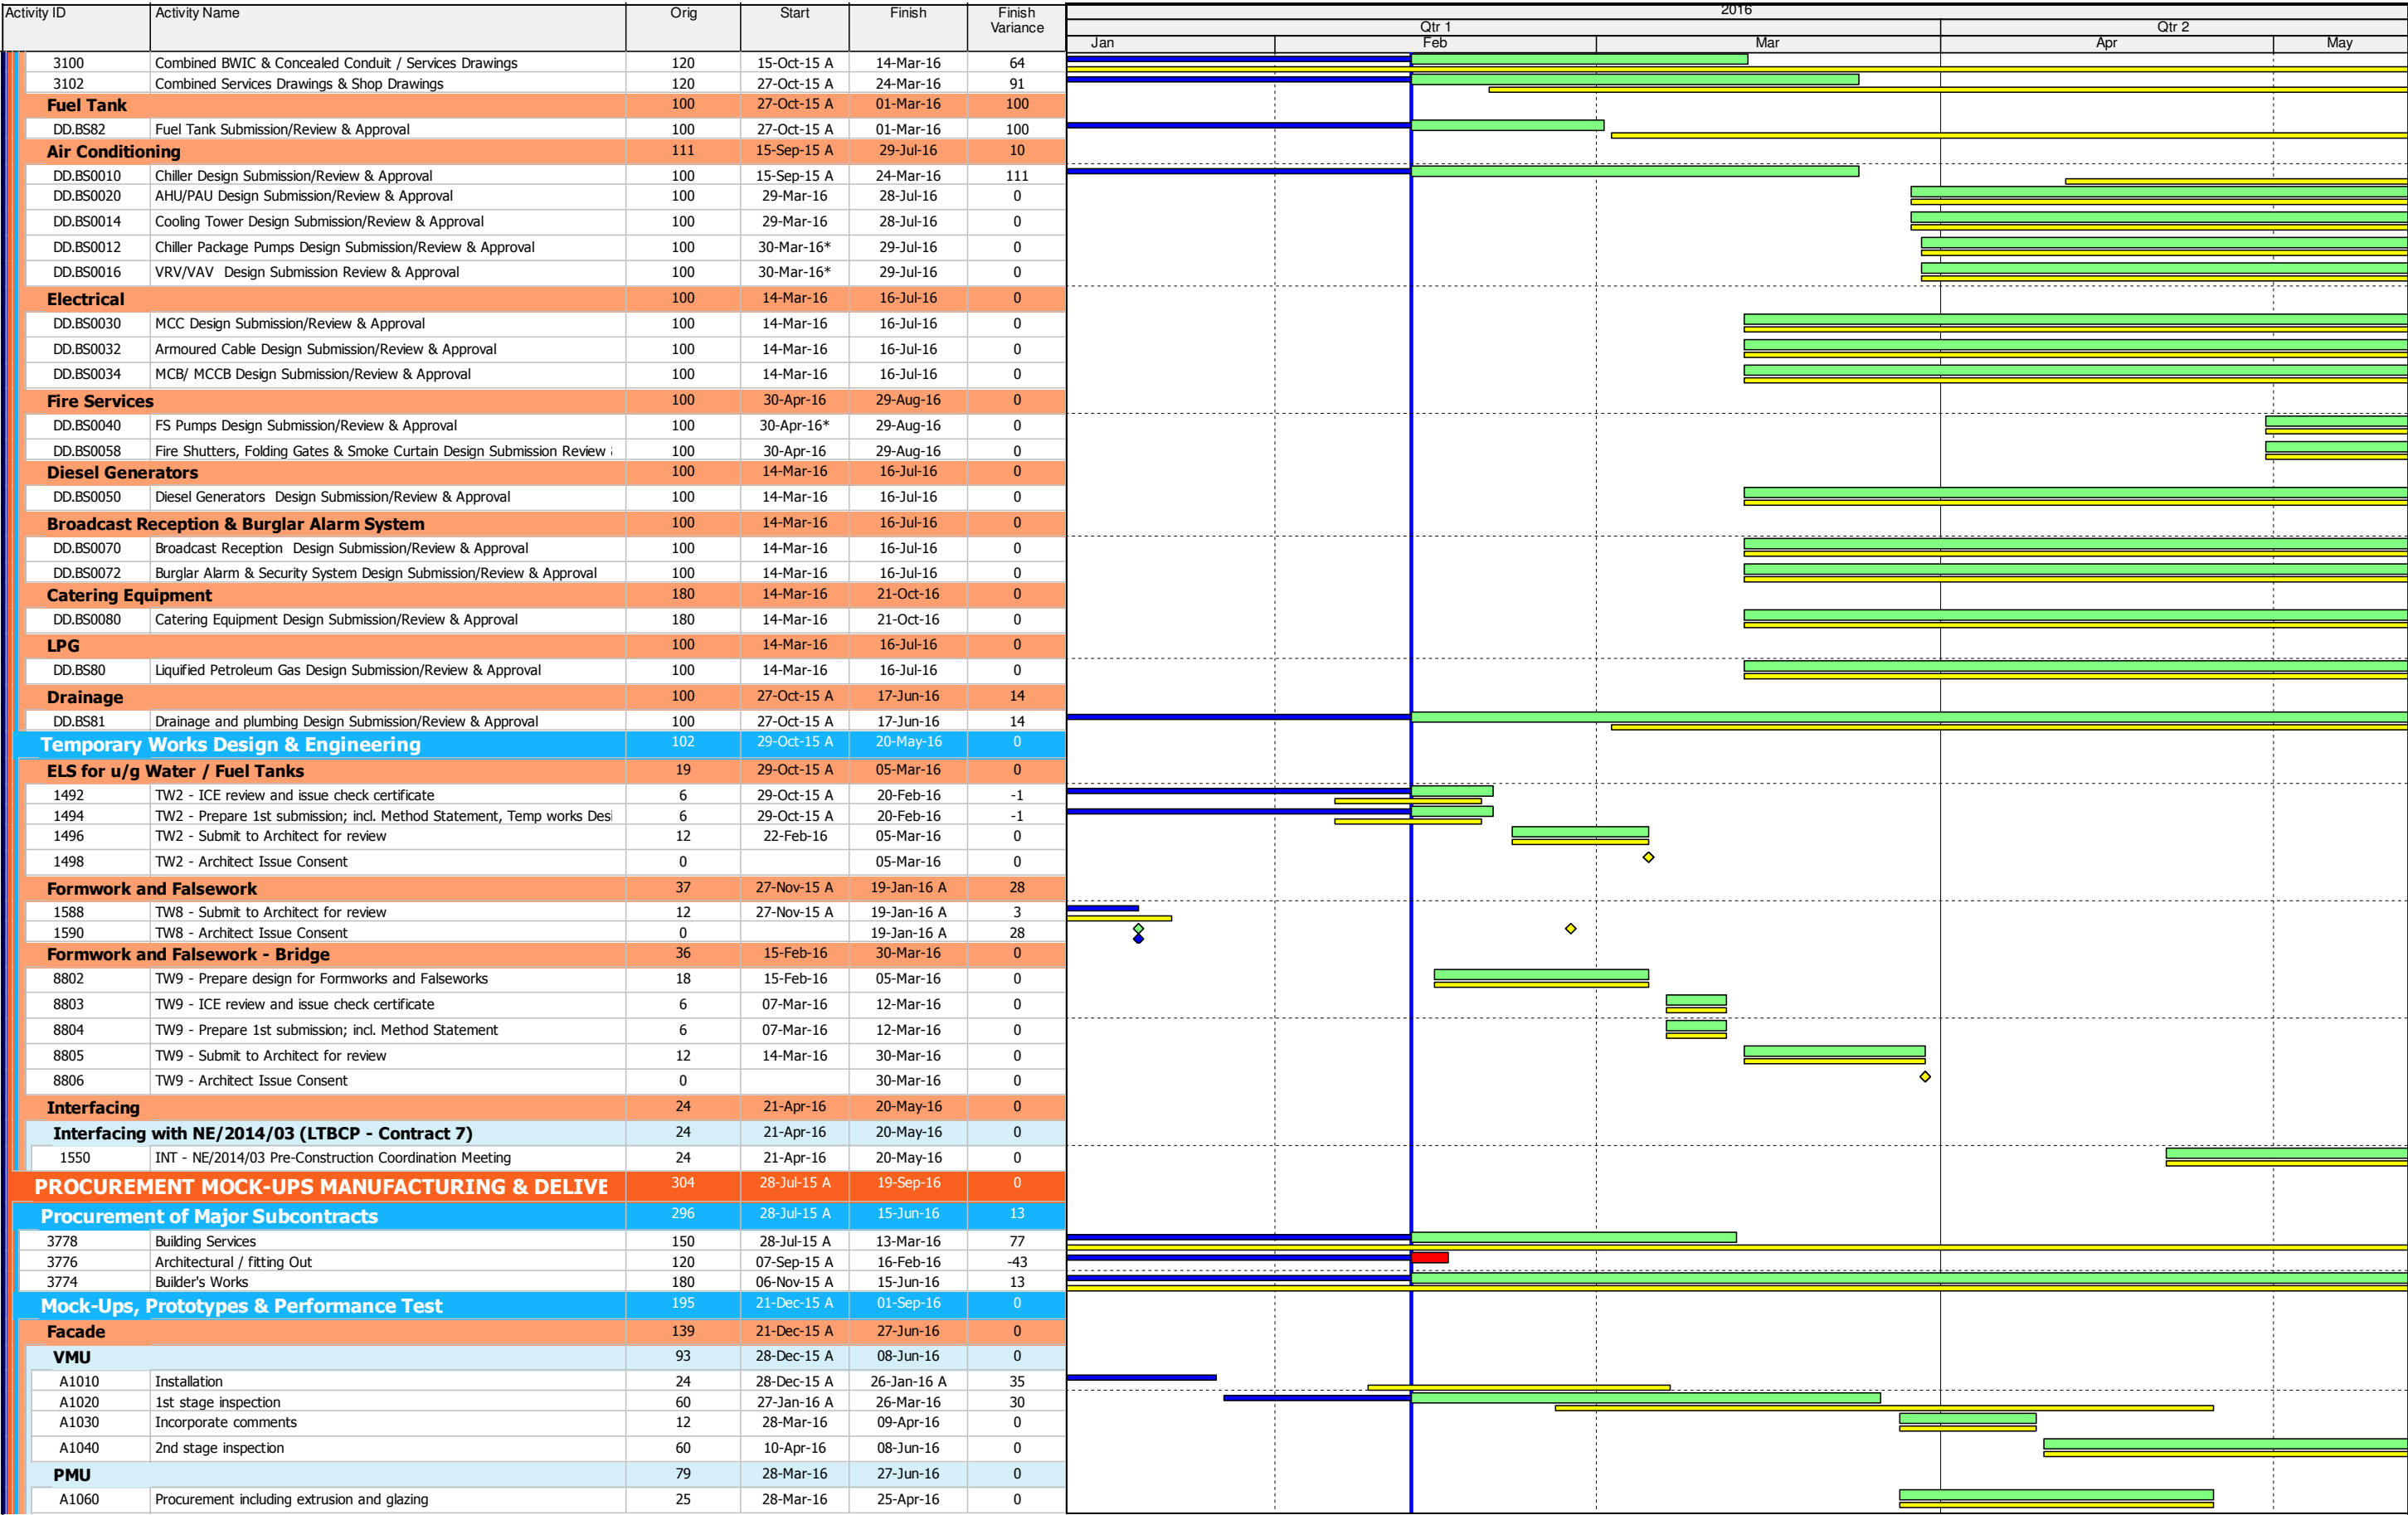 Activity ID Activity Name Orig Start Finish Finish Variance 2016
Qtr 1 Qtr 2
Jan Feb Mar Apr May
3100 Combined BWIC & Concealed Conduit / Services Drawings 120 15-Oct-15 A 14-Mar-16 64
3102 Combined Services Drawings & Shop Drawings 120 27-Oct-15 A 24-Mar-16 91
Fuel Tank 100 27-Oct-15 A 01-Mar-16 100
DD.BS82 Fuel Tank Submission/Review & Approval 100 27-Oct-15 A 01-Mar-16 100
Air Conditioning 111 15-Sep-15 A 29-Jul-16 10
DD.BS0010 Chiller Design Submission/Review & Approval 100 15-Sep-15 A 24-Mar-16 111
DD.BS0020 AHU/PAU Design Submission/Review & Approval 100 29-Mar-16 28-Jul-16 0
DD.BS0014 Cooling Tower Design Submission/Review & Approval 100 29-Mar-16 28-Jul-16 0
DD.BS0012 Chiller Package Pumps Design Submission/Review & Approval 100 30-Mar-16* 29-Jul-16 0
DD.BS0016 VRV/VAV Design Submission Review & Approval 100 30-Mar-16* 29-Jul-16 0
Electrical 100 14-Mar-16 16-Jul-16 0
DD.BS0030 MCC Design Submission/Review & Approval 100 14-Mar-16 16-Jul-16 0
DD.BS0032 Armoured Cable Design Submission/Review & Approval 100 14-Mar-16 16-Jul-16 0
DD.BS0034 MCB/ MCCB Design Submission/Review & Approval 100 14-Mar-16 16-Jul-16 0
Fire Services 100 30-Apr-16 29-Aug-16 0
DD.BS0040 FS Pumps Design Submission/Review & Approval 100 30-Apr-16* 29-Aug-16 0
DD.BS0058 Fire Shutters, Folding Gates & Smoke Curtain Design Submission Review 100 30-Apr-16 29-Aug-16 0
Diesel Generators 100 14-Mar-16 16-Jul-16 0
DD.BS0050 Diesel Generators Design Submission/Review & Approval 100 14-Mar-16 16-Jul-16 0
Broadcast Reception & Burglar Alarm System 100 14-Mar-16 16-Jul-16 0
DD.BS0070 Broadcast Reception Design Submission/Review & Approval 100 14-Mar-16 16-Jul-16 0
DD.BS0072 Burglar Alarm & Security System Design Submission/Review & Approval 100 14-Mar-16 16-Jul-16 0
Catering Equipment 180 14-Mar-16 21-Oct-16 0
DD.BS0080 Catering Equipment Design Submission/Review & Approval 180 14-Mar-16 21-Oct-16 0
LPG 100 14-Mar-16 16-Jul-16 0
DD.BS80 Liquified Petroleum Gas Design Submission/Review & Approval 100 14-Mar-16 16-Jul-16 0
Drainage 100 27-Oct-15 A 17-Jun-16 14
DD.BS81 Drainage and plumbing Design Submission/Review & Approval 100 27-Oct-15 A 17-Jun-16 14
Temporary Works Design & Engineering 102 29-Oct-15 A 20-May-16 0
ELS for u/g Water / Fuel Tanks 19 29-Oct-15 A 05-Mar-16 0
1492 TW2 - ICE review and issue check certificate 6 29-Oct-15 A 20-Feb-16 -1
1494 TW2 - Prepare 1st submission; incl. Method Statement, Temp works Desi 6 29-Oct-15 A 20-Feb-16 -1
1496 TW2 - Submit to Architect for review 12 22-Feb-16 05-Mar-16 0
1498 TW2 - Architect Issue Consent 0 05-Mar-16 0
Formwork and Falsework 37 27-Nov-15 A 19-Jan-16 A 28
1588 TW8 - Submit to Architect for review 12 27-Nov-15 A 19-Jan-16 A 3
1590 TW8 - Architect Issue Consent 0 19-Jan-16 A 28
Formwork and Falsework - Bridge 36 15-Feb-16 30-Mar-16 0
8802 TW9 - Prepare design for Formworks and Falseworks 18 15-Feb-16 05-Mar-16 0
8803 TW9 - ICE review and issue check certificate 6 07-Mar-16 12-Mar-16 0
8804 TW9 - Prepare 1st submission; incl. Method Statement 6 07-Mar-16 12-Mar-16 0
8805 TW9 - Submit to Architect for review 12 14-Mar-16 30-Mar-16 0
8806 TW9 - Architect Issue Consent 0 30-Mar-16 0
Interfacing 24 21-Apr-16 20-May-16 0
Interfacing with NE/2014/03 (LTBCP - Contract 7) 24 21-Apr-16 20-May-16 0
1550 INT - NE/2014/03 Pre-Construction Coordination Meeting 24 21-Apr-16 20-May-16 0
PROCUREMENT MOCK-UPS MANUFACTURING & DELIVE 304 28-Jul-15 A 19-Sep-16 0
Procurement of Major Subcontracts 296 28-Jul-15 A 15-Jun-16 13
3778 Building Services 150 28-Jul-15 A 13-Mar-16 77
3776 Architectural / fitting Out 120 07-Sep-15 A 16-Feb-16 -43
3774 Builder's Works 180 06-Nov-15 A 15-Jun-16 13
Mock-Ups, Prototypes & Performance Test 195 21-Dec-15 A 01-Sep-16 0
Facade 139 21-Dec-15 A 27-Jun-16 0
VMU 93 28-Dec-15 A 08-Jun-16 0
A1010 Installation 24 28-Dec-15 A 26-Jan-16 A 35
A1020 1st stage inspection 60 27-Jan-16 A 26-Mar-16 30
A1030 Incorporate comments 12 28-Mar-16 09-Apr-16 0
A1040 2nd stage inspection 60 10-Apr-16 08-Jun-16 0
PMU 79 28-Mar-16 27-Jun-16 0
A1060 Procurement including extrusion and glazing 25 28-Mar-16 25-Apr-16 0